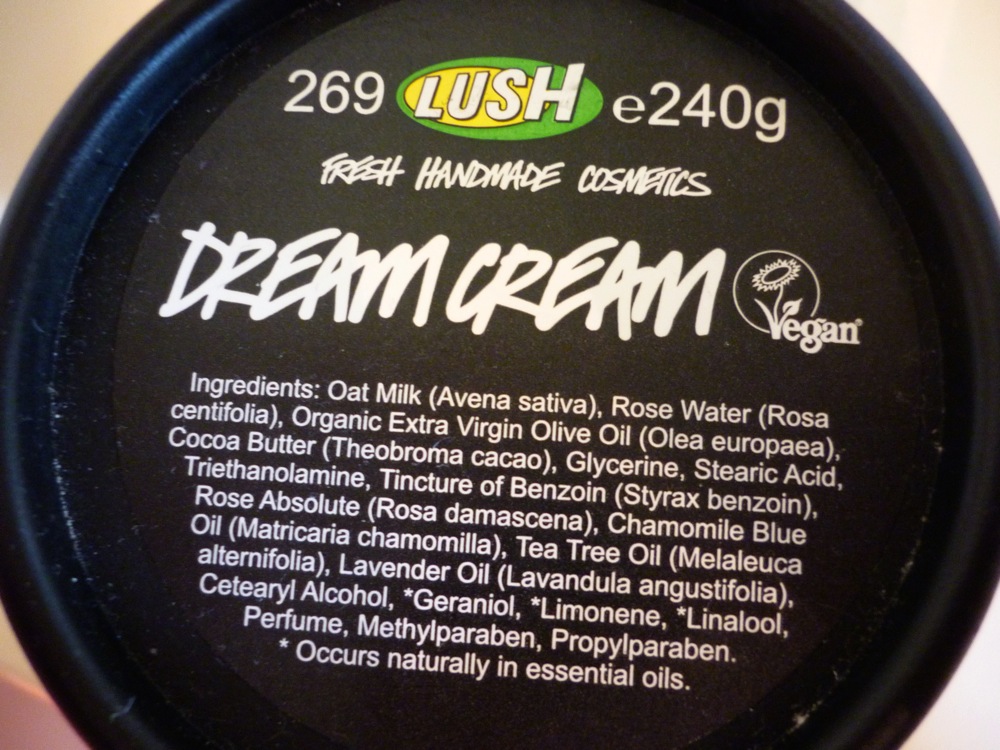 269 LUSH e240g
FRESH HANDMADE COSMETICS
DREAM CREAM
Vegan
Ingredients: Oat Milk (Avena sativa), Rose Water (Rosa
centifolia), Organic Extra Virgin Olive Oil (Olea europaea),
Cocoa Butter (Theobroma cacao), Glycerine, Stearic Acid,
Triethanolamine, Tincture of Benzoin (Styrax benzoin),
Rose Absolute (Rosa damascena), Chamomile Blue
Oil (Matricaria chamomilla), Tea Tree Oil (Melaleuca
alternifolia), Lavender Oil (Lavandula angustifolia),
Cetearyl Alcohol, *Geraniol, *Limonene, *Linalool,
Perfume, Methylparaben, Propylparaben.
* Occurs naturally in essential oils.